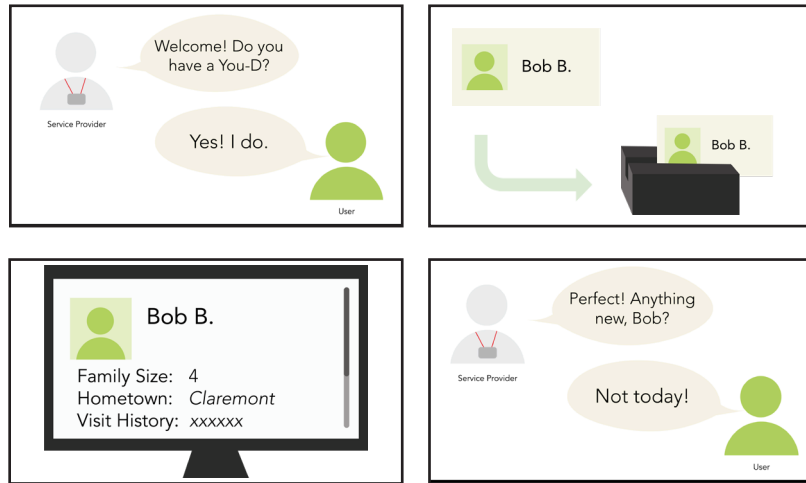 Welcome! Do you
have a You-D?
Service Provider
Yes! I do.
User
Bob B.
Bob B.
Bob B.
Family Size: 4
Hometown: Claremont
Visit History: xxxxxx
Perfect! Anything
new, Bob?
Service Provider
Not today!
User